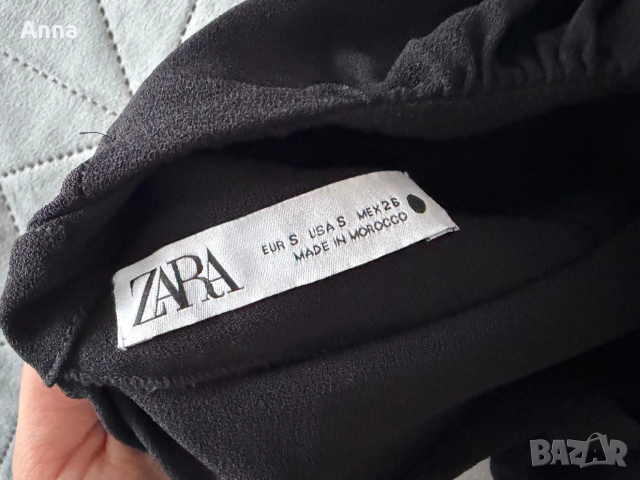 Anna
ZARA
EUR S USA S MEX 26
MADE IN MOROCCO
BAZAR